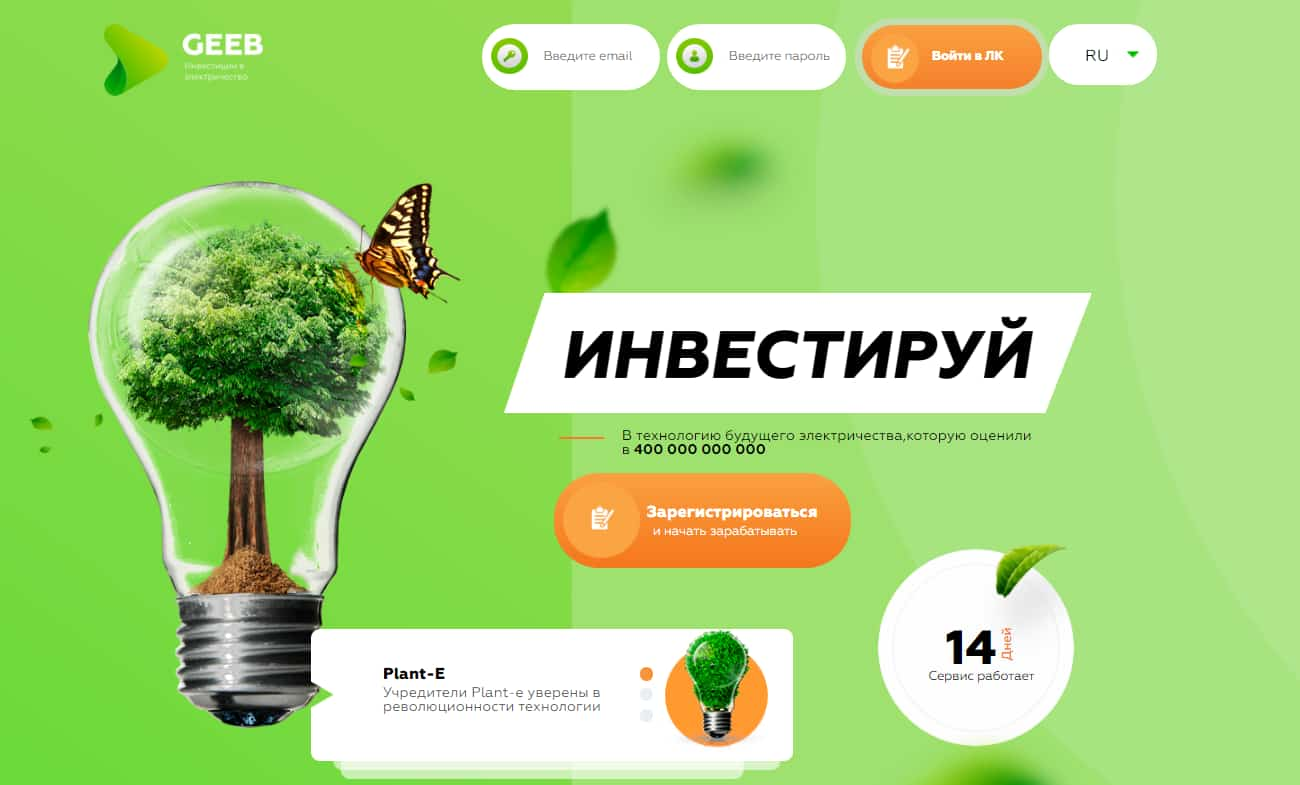 GEEB
Инвестиции в
электричество
Введите email
Введите пароль
Войти в ЛК
RU
ИНВЕСТИРУЙ
В технологию будущего электричества,которую оценили
в 400 000 000 000
Зарегистрироваться
и начать зарабатывать
14
Дней
Сервис работает
Plant-E
Учредители Plant-e уверены в
революционности технологии